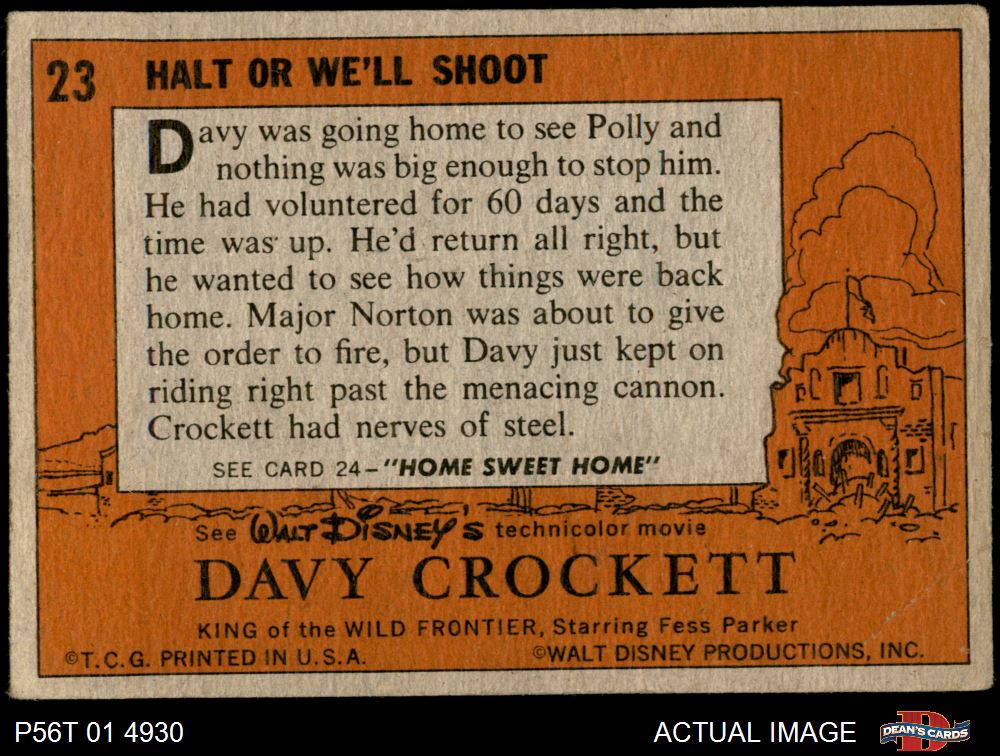 23 HALT OR WE'LL SHOOT
Davy was going home to see Polly and
nothing was big enough to stop him.
He had voluntered for 60 days and the
time was up. He'd return all right, but
he wanted to see how things were back
home. Major Norton was about to give
the order to fire, but Davy just kept on
riding right past the menacing cannon.
Crockett had nerves of steel.
SEE CARD 24-"HOME SWEET HOME"
See WALT DISNEY'S technicolor movie
DAVY CROCKETT
KING of the WILD FRONTIER, Starring Fess Parker
©T.C.G. PRINTED IN U.S.A. ©WALT DISNEY PRODUCTIONS, INC.
P56T 01 4930 ACTUAL IMAGE D DEAN'S CARDS